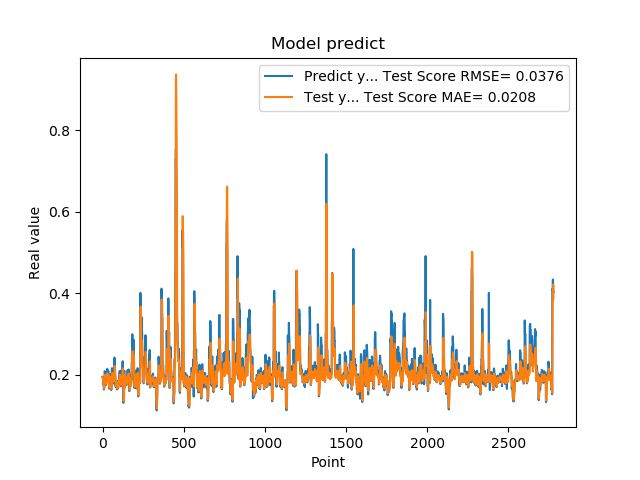 Model predict
Predict y... Test Score RMSE= 0.0376
Test y... Test Score MAE= 0.0208
Real value
0.8
0.6
0.4
0.2
0
500
1000
1500
2000
2500
Point